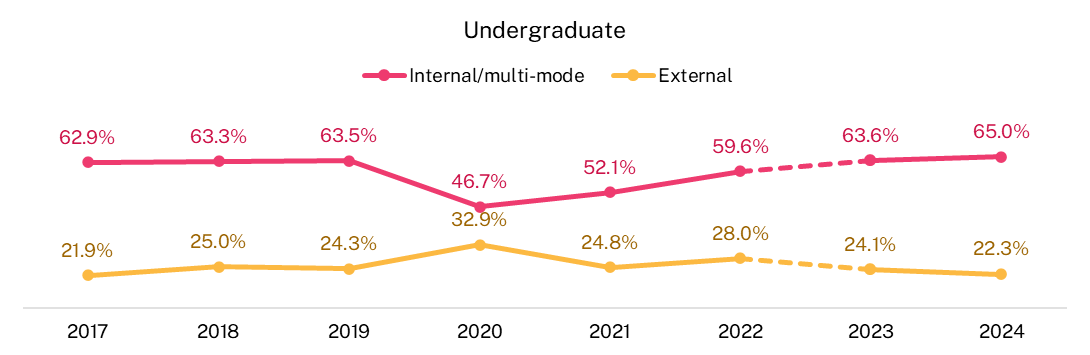 Undergraduate
Internal/multi-mode External
62.9% 63.3% 63.5% 46.7% 52.1% 59.6% 63.6% 65.0%
21.9% 25.0% 24.3% 32.9% 24.8% 28.0% 24.1% 22.3%
2017 2018 2019 2020 2021 2022 2023 2024